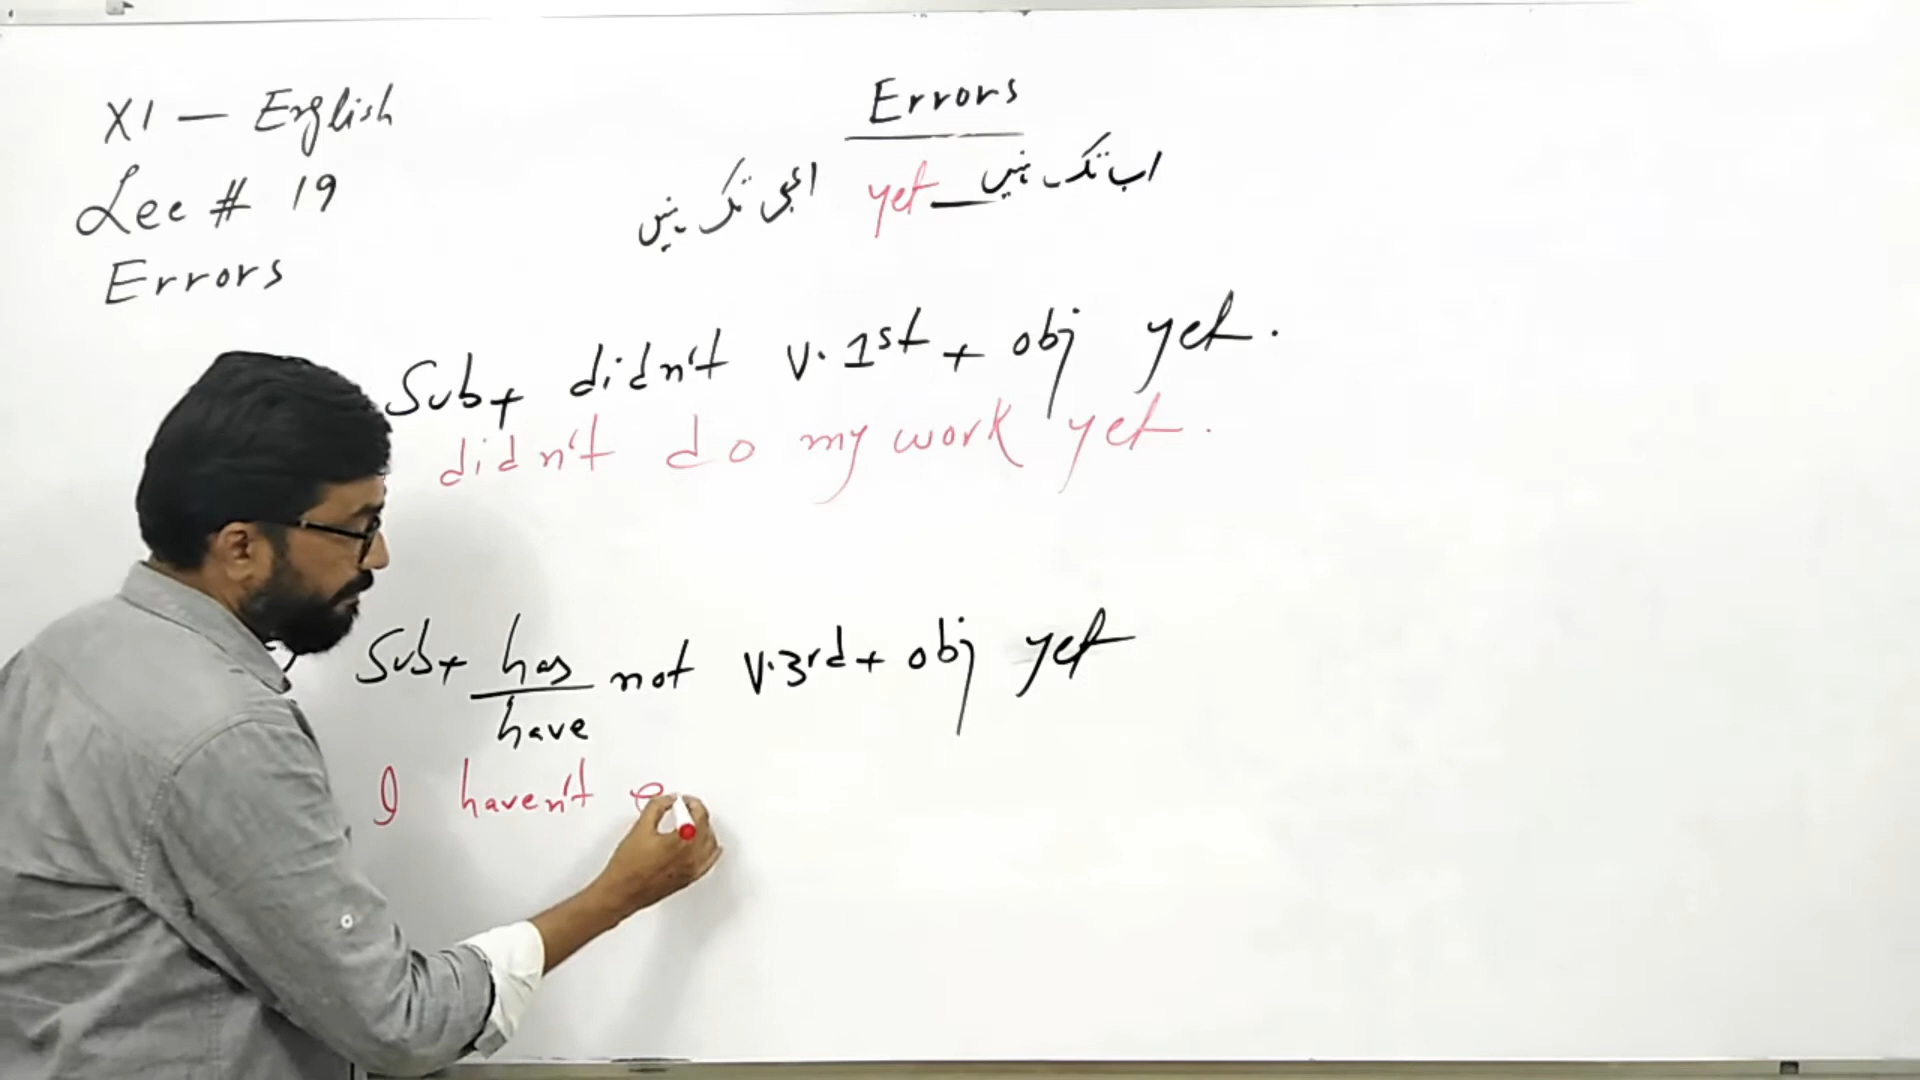 XI — English
Lec # 19
Errors
Errors
ابھی تک نہیں yet اب تک نہیں
Sub+ didn't v.1st + obj yet.
didn't do my work yet.
Sub+ has not v.3rd + obj yet
have
I haven't